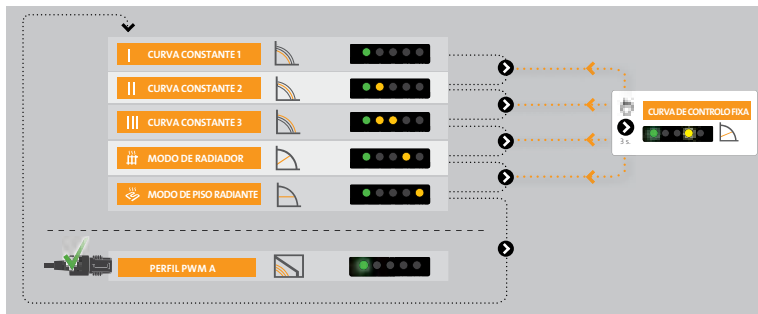 I CURVA CONSTANTE 1
II CURVA CONSTANTE 2
III CURVA CONSTANTE 3
MODO DE RADIADOR
MODO DE PISO RADIANTE
PERFIL PWM A
CURVA DE CONTROLO FIXA
3 s.